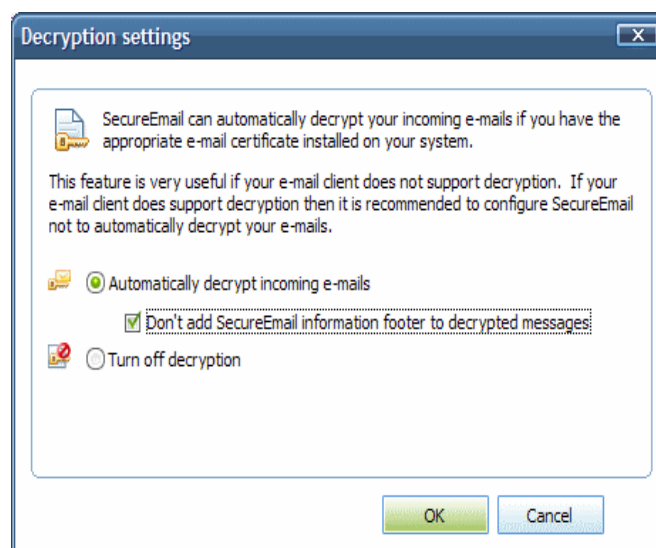 Decryption settings
SecureEmail can automatically decrypt your incoming e-mails if you have the
appropriate e-mail certificate installed on your system.
This feature is very useful if your e-mail client does not support decryption.  If your
e-mail client does support decryption then it is recommended to configure SecureEmail
not to automatically decrypt your e-mails.
Automatically decrypt incoming e-mails
Don't add SecureEmail information footer to decrypted messages
Turn off decryption
OK
Cancel